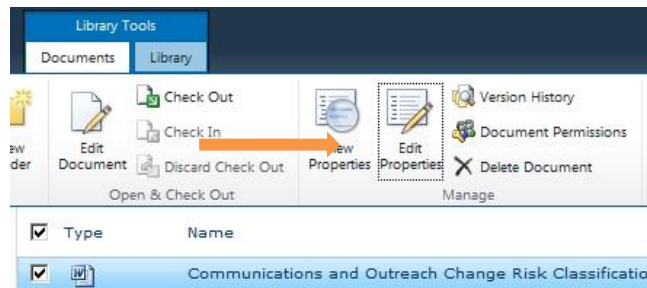 Library Tools
Documents Library
Check Out
Check In
Discard Check Out
Edit
Document
Open & Check Out
Properties
Edit
Properties
Version History
Document Permissions
Delete Document
Manage
Type Name
Communications and Outreach Change Risk